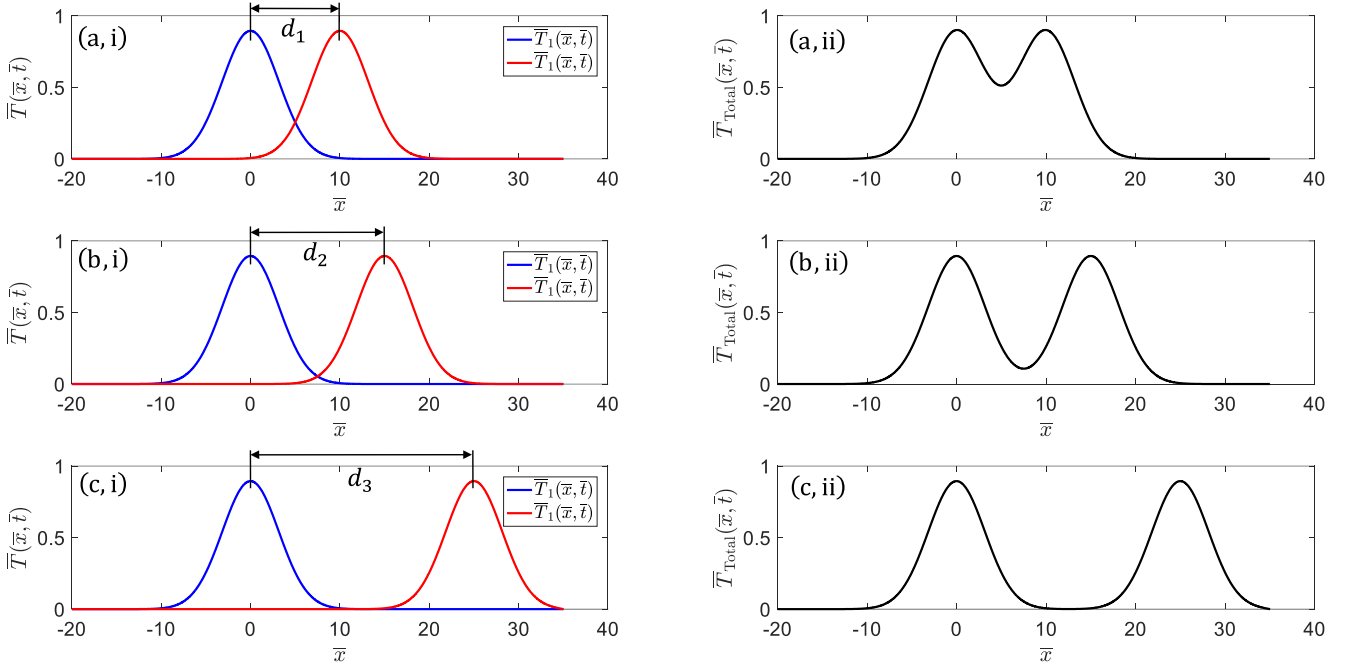 (a, i)
d₁
T̅(x̅, t̅)
T̅₁(x̅, t̅)
T̅₁(x̅, t̅)
1
0.5
0
-20 -10 0 10 20 30 40
x̅
(a, ii)
T̅Total(x̅, t̅)
1
0.5
0
-20 -10 0 10 20 30 40
x̅
(b, i)
d₂
T̅(x̅, t̅)
T̅₁(x̅, t̅)
T̅₁(x̅, t̅)
1
0.5
0
-20 -10 0 10 20 30 40
x̅
(b, ii)
T̅Total(x̅, t̅)
1
0.5
0
-20 -10 0 10 20 30 40
x̅
(c, i)
d₃
T̅(x̅, t̅)
T̅₁(x̅, t̅)
T̅₁(x̅, t̅)
1
0.5
0
-20 -10 0 10 20 30 40
x̅
(c, ii)
T̅Total(x̅, t̅)
1
0.5
0
-20 -10 0 10 20 30 40
x̅